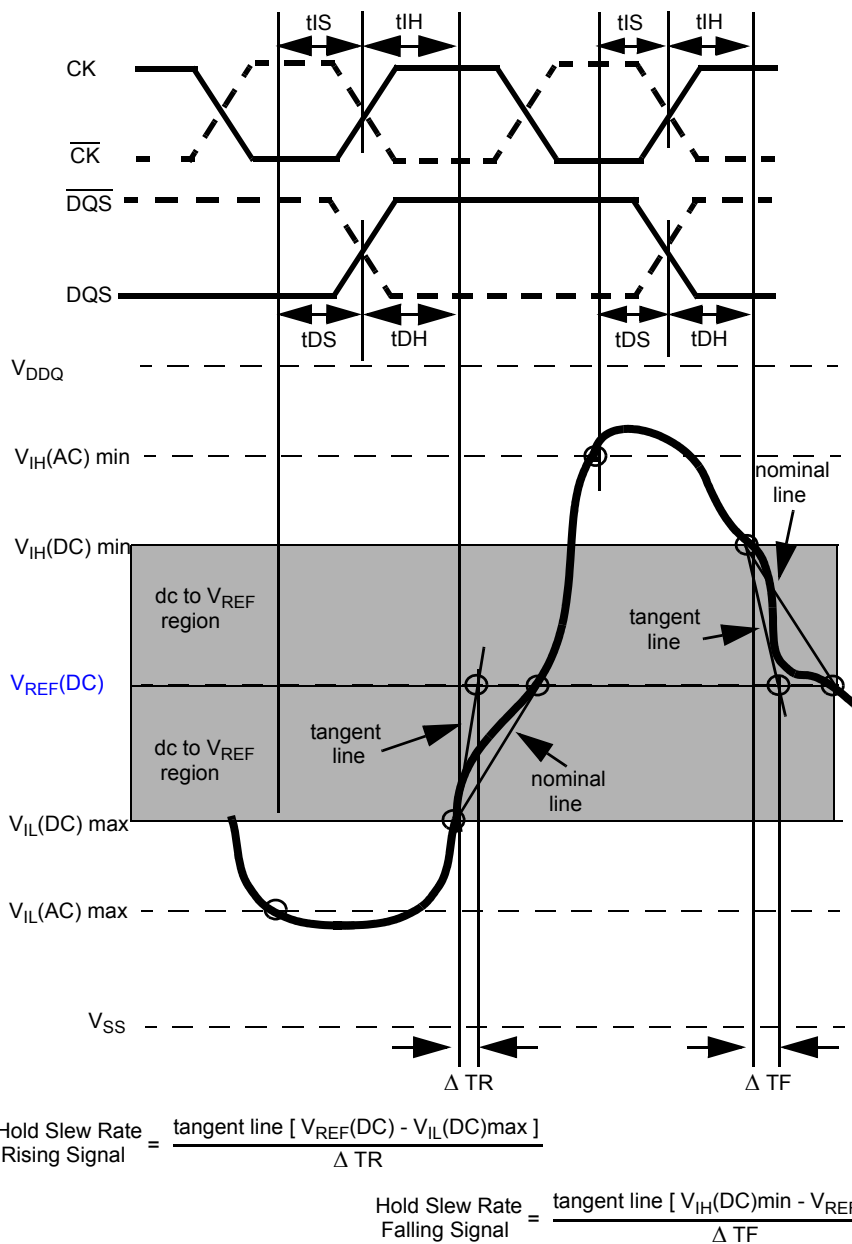 tIS tIH tIS tIH
CK
CK
DQS
DQS
tDS tDH tDS tDH
VDDQ
VIH(AC) min
nominal
line
VIH(DC) min
dc to VREF
region
tangent
line
VREF(DC)
tangent
line
dc to VREF
region
nominal
line
VIL(DC) max
VIL(AC) max
VSS
Δ TR Δ TF
Hold Slew Rate
Rising Signal
=
tangent line [ VREF(DC) - VIL(DC)max ]
Δ TR
Hold Slew Rate
Falling Signal
=
tangent line [ VIH(DC)min - VREF
Δ TF